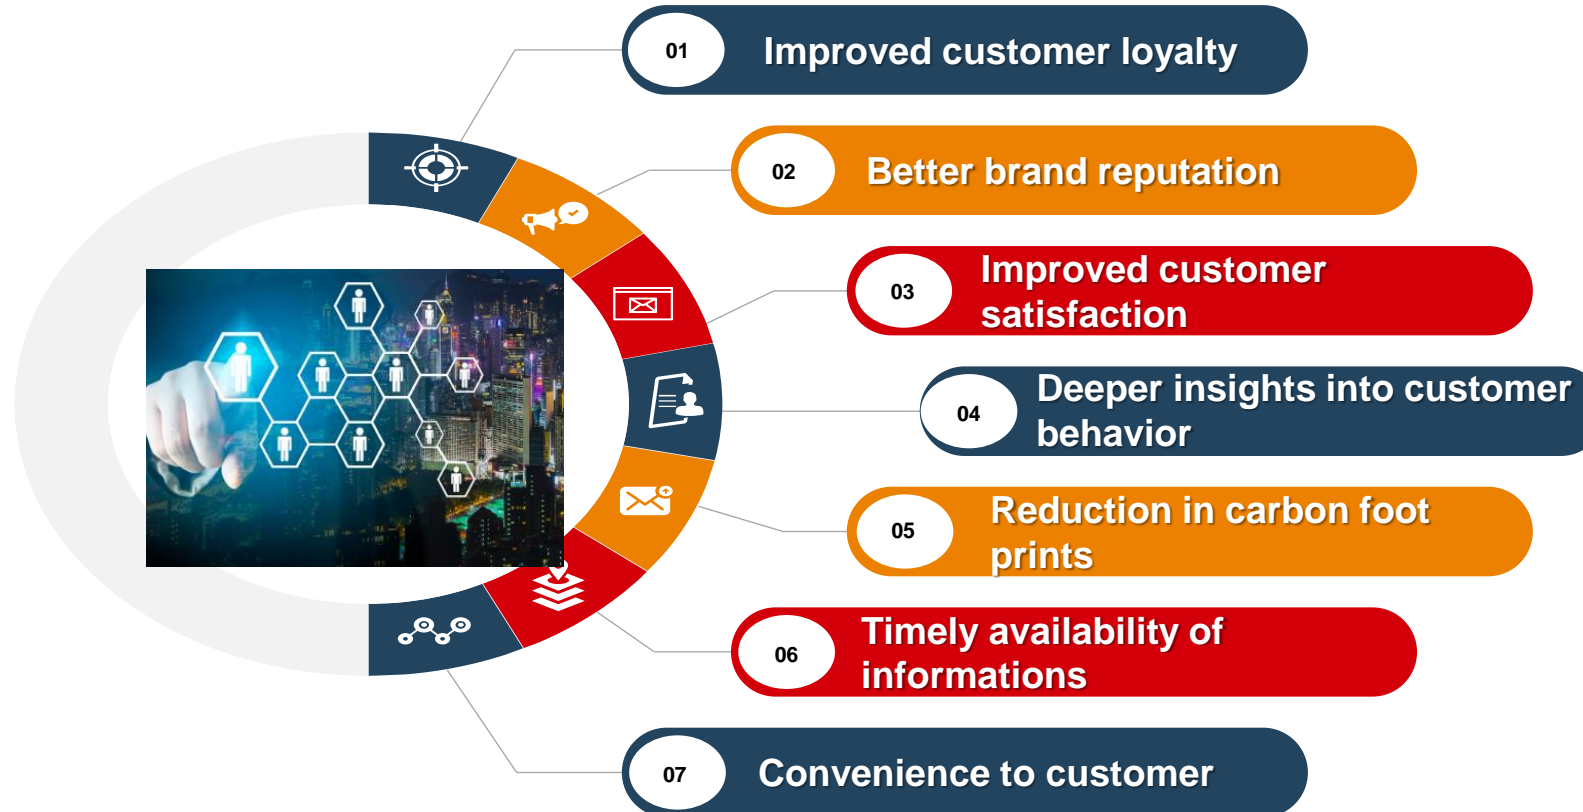 01
Improved customer loyalty
02
Better brand reputation
03
Improved customer
satisfaction
04
Deeper insights into customer
behavior
05
Reduction in carbon foot
prints
06
Timely availability of
informations
07
Convenience to customer